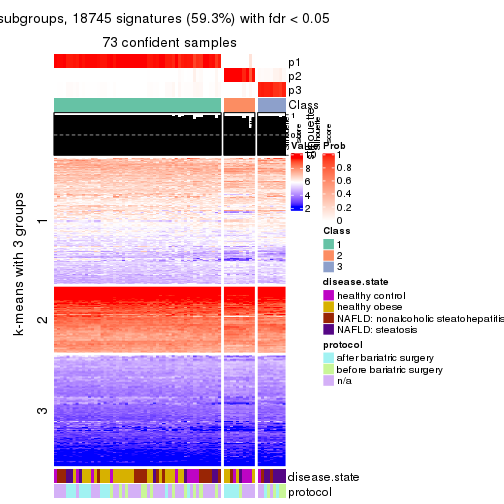 subgroups, 18745 signatures (59.3%) with fdr < 0.05
73 confident samples
p1
p2
p3
Class
Silhouette
score
k-means with 3 groups
1
2
3
Prob
10
8
6
4
2
1
0.8
0.6
0.4
0.2
0
Class
1
2
3
disease.state
healthy control
healthy obese
NAFLD: nonalcoholic steatohepatitis
NAFLD: steatosis
protocol
after bariatric surgery
before bariatric surgery
n/a
disease.state
protocol